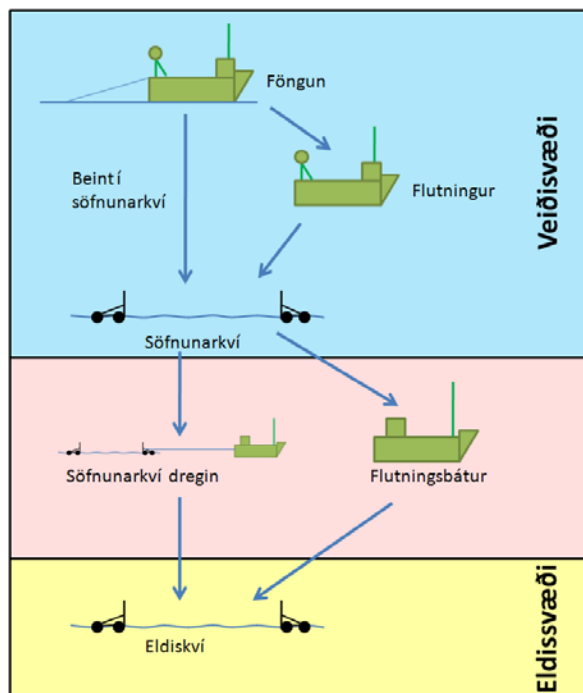 Föngun
Beint í
söfnunarkví
Flutningur
Veiðisvæði
Söfnunarkví
Söfnunarkví dregin
Flutningsbátur
Eldiskví
Eldissvæði